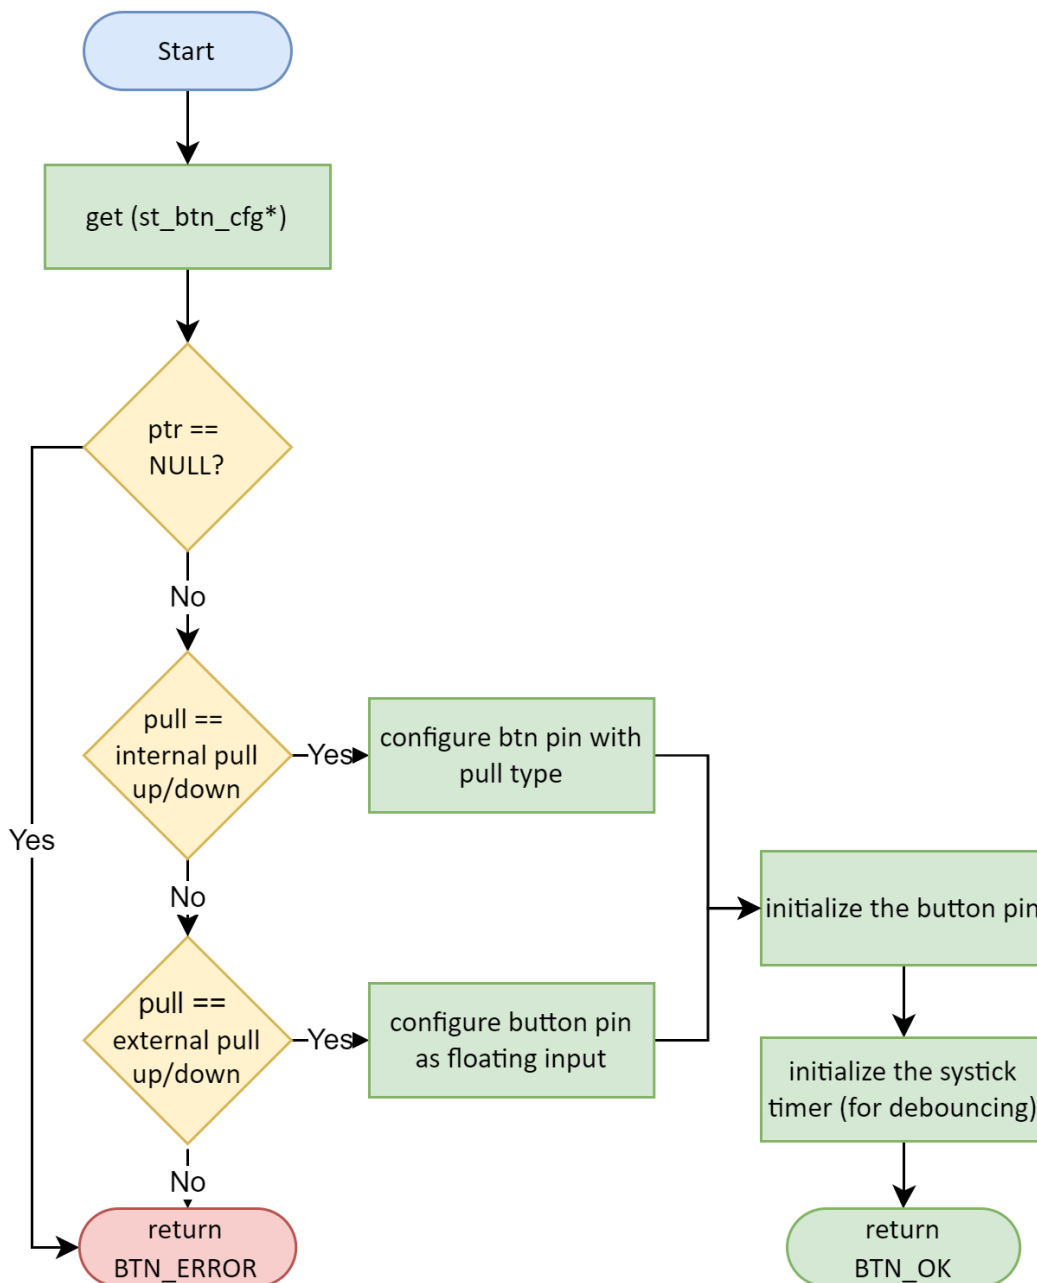 Start
get (st_btn_cfg*)
ptr ==
NULL?
No
Yes
pull ==
internal pull
up/down
Yes
configure btn pin with
pull type
No
pull ==
external pull
up/down
Yes
configure button pin
as floating input
No
return
BTN_ERROR
initialize the button pin
initialize the systick
timer (for debouncing)
return
BTN_OK